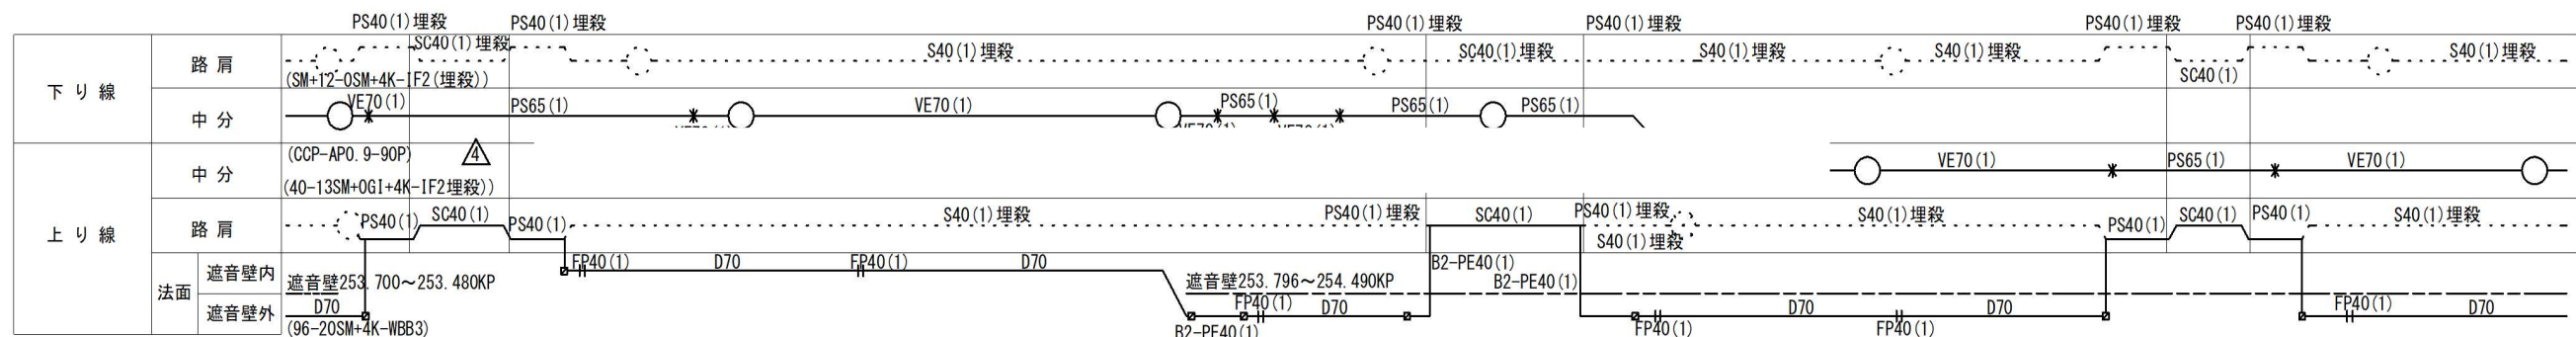 PS40(1)埋殺 PS40(1)埋殺 PS40(1)埋殺 PS40(1)埋殺 PS40(1)埋殺 PS40(1)埋殺
下り線
路肩
SC40(1)埋殺 S40(1)埋殺 SC40(1)埋殺 S40(1)埋殺 S40(1)埋殺 SC40(1) S40(1)埋殺
(SM+12-0SM+4K-IF2(埋殺))
中分
VE70(1) PS65(1) VE70(1) PS65(1) PS65(1) PS65(1)
上り線
中分
(CCP-AP0.9-90P) 4
VE70(1) PS65(1) VE70(1)
(40-13SM+0GI+4K-IF2埋殺))
路肩
PS40(1) SC40(1) PS40(1) S40(1)埋殺 PS40(1)埋殺 SC40(1) PS40(1)埋殺 S40(1)埋殺 S40(1)埋殺 PS40(1) SC40(1) PS40(1) S40(1)埋殺
法面
遮音壁内
FP40(1) D70 FP40(1) D70 B2-PE40(1)
遮音壁253.700～253.480KP 遮音壁253.796～254.490KP B2-PE40(1)
遮音壁外
D70 FP40(1) D70 D70 D70 FP40(1) D70
(96-20SM+4K-WBB3) B2-PE40(1) FP40(1) FP40(1)